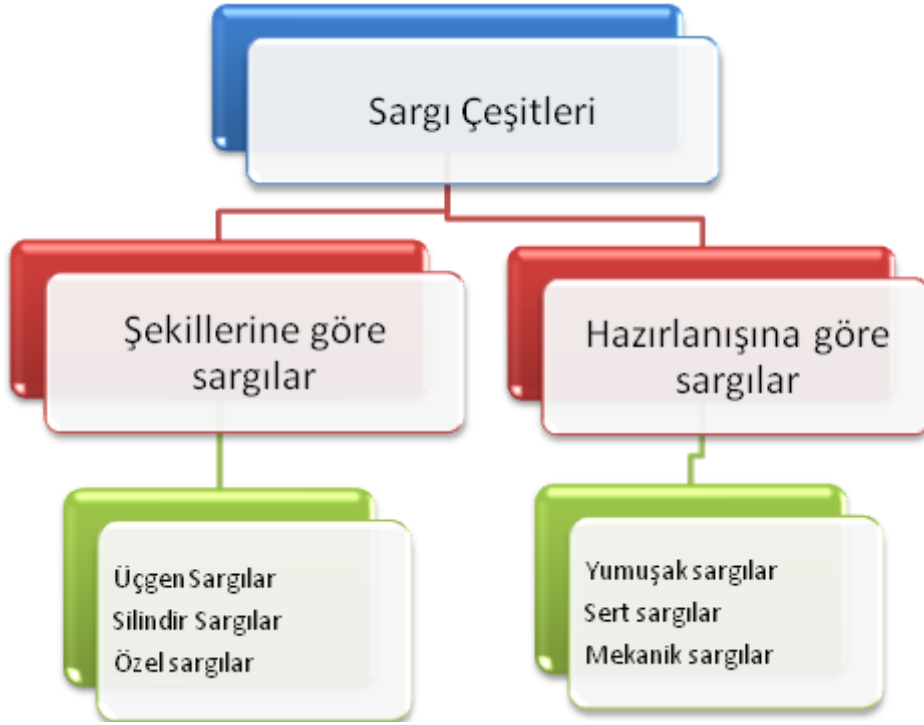 Sargı Çeşitleri
Şekillerine göre
sargılar
Hazırlanışına göre
sargılar
Üçgen Sargılar
Silindir Sargılar
Özel sargılar
Yumuşak sargılar
Sert sargılar
Mekanik sargılar